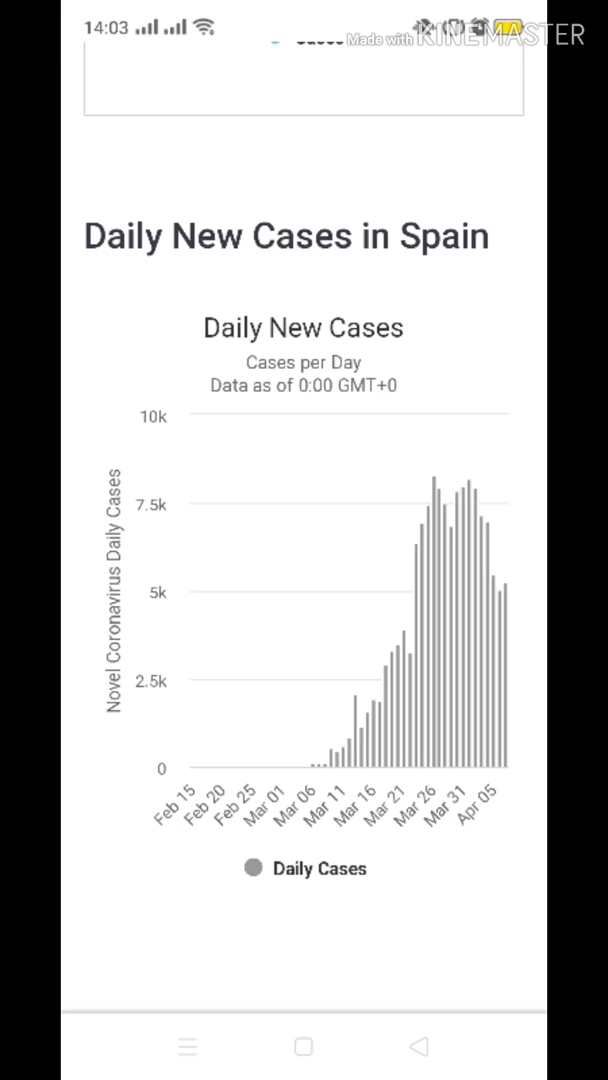 14:03
Made with KINEMASTER
Daily New Cases in Spain
Daily New Cases
Cases per Day
Data as of 0:00 GMT+0
Novel Coronavirus Daily Cases
10k
7.5k
5k
2.5k
0
Feb 15
Feb 20
Feb 25
Mar 01
Mar 06
Mar 11
Mar 16
Mar 21
Mar 26
Mar 31
Apr 05
Daily Cases